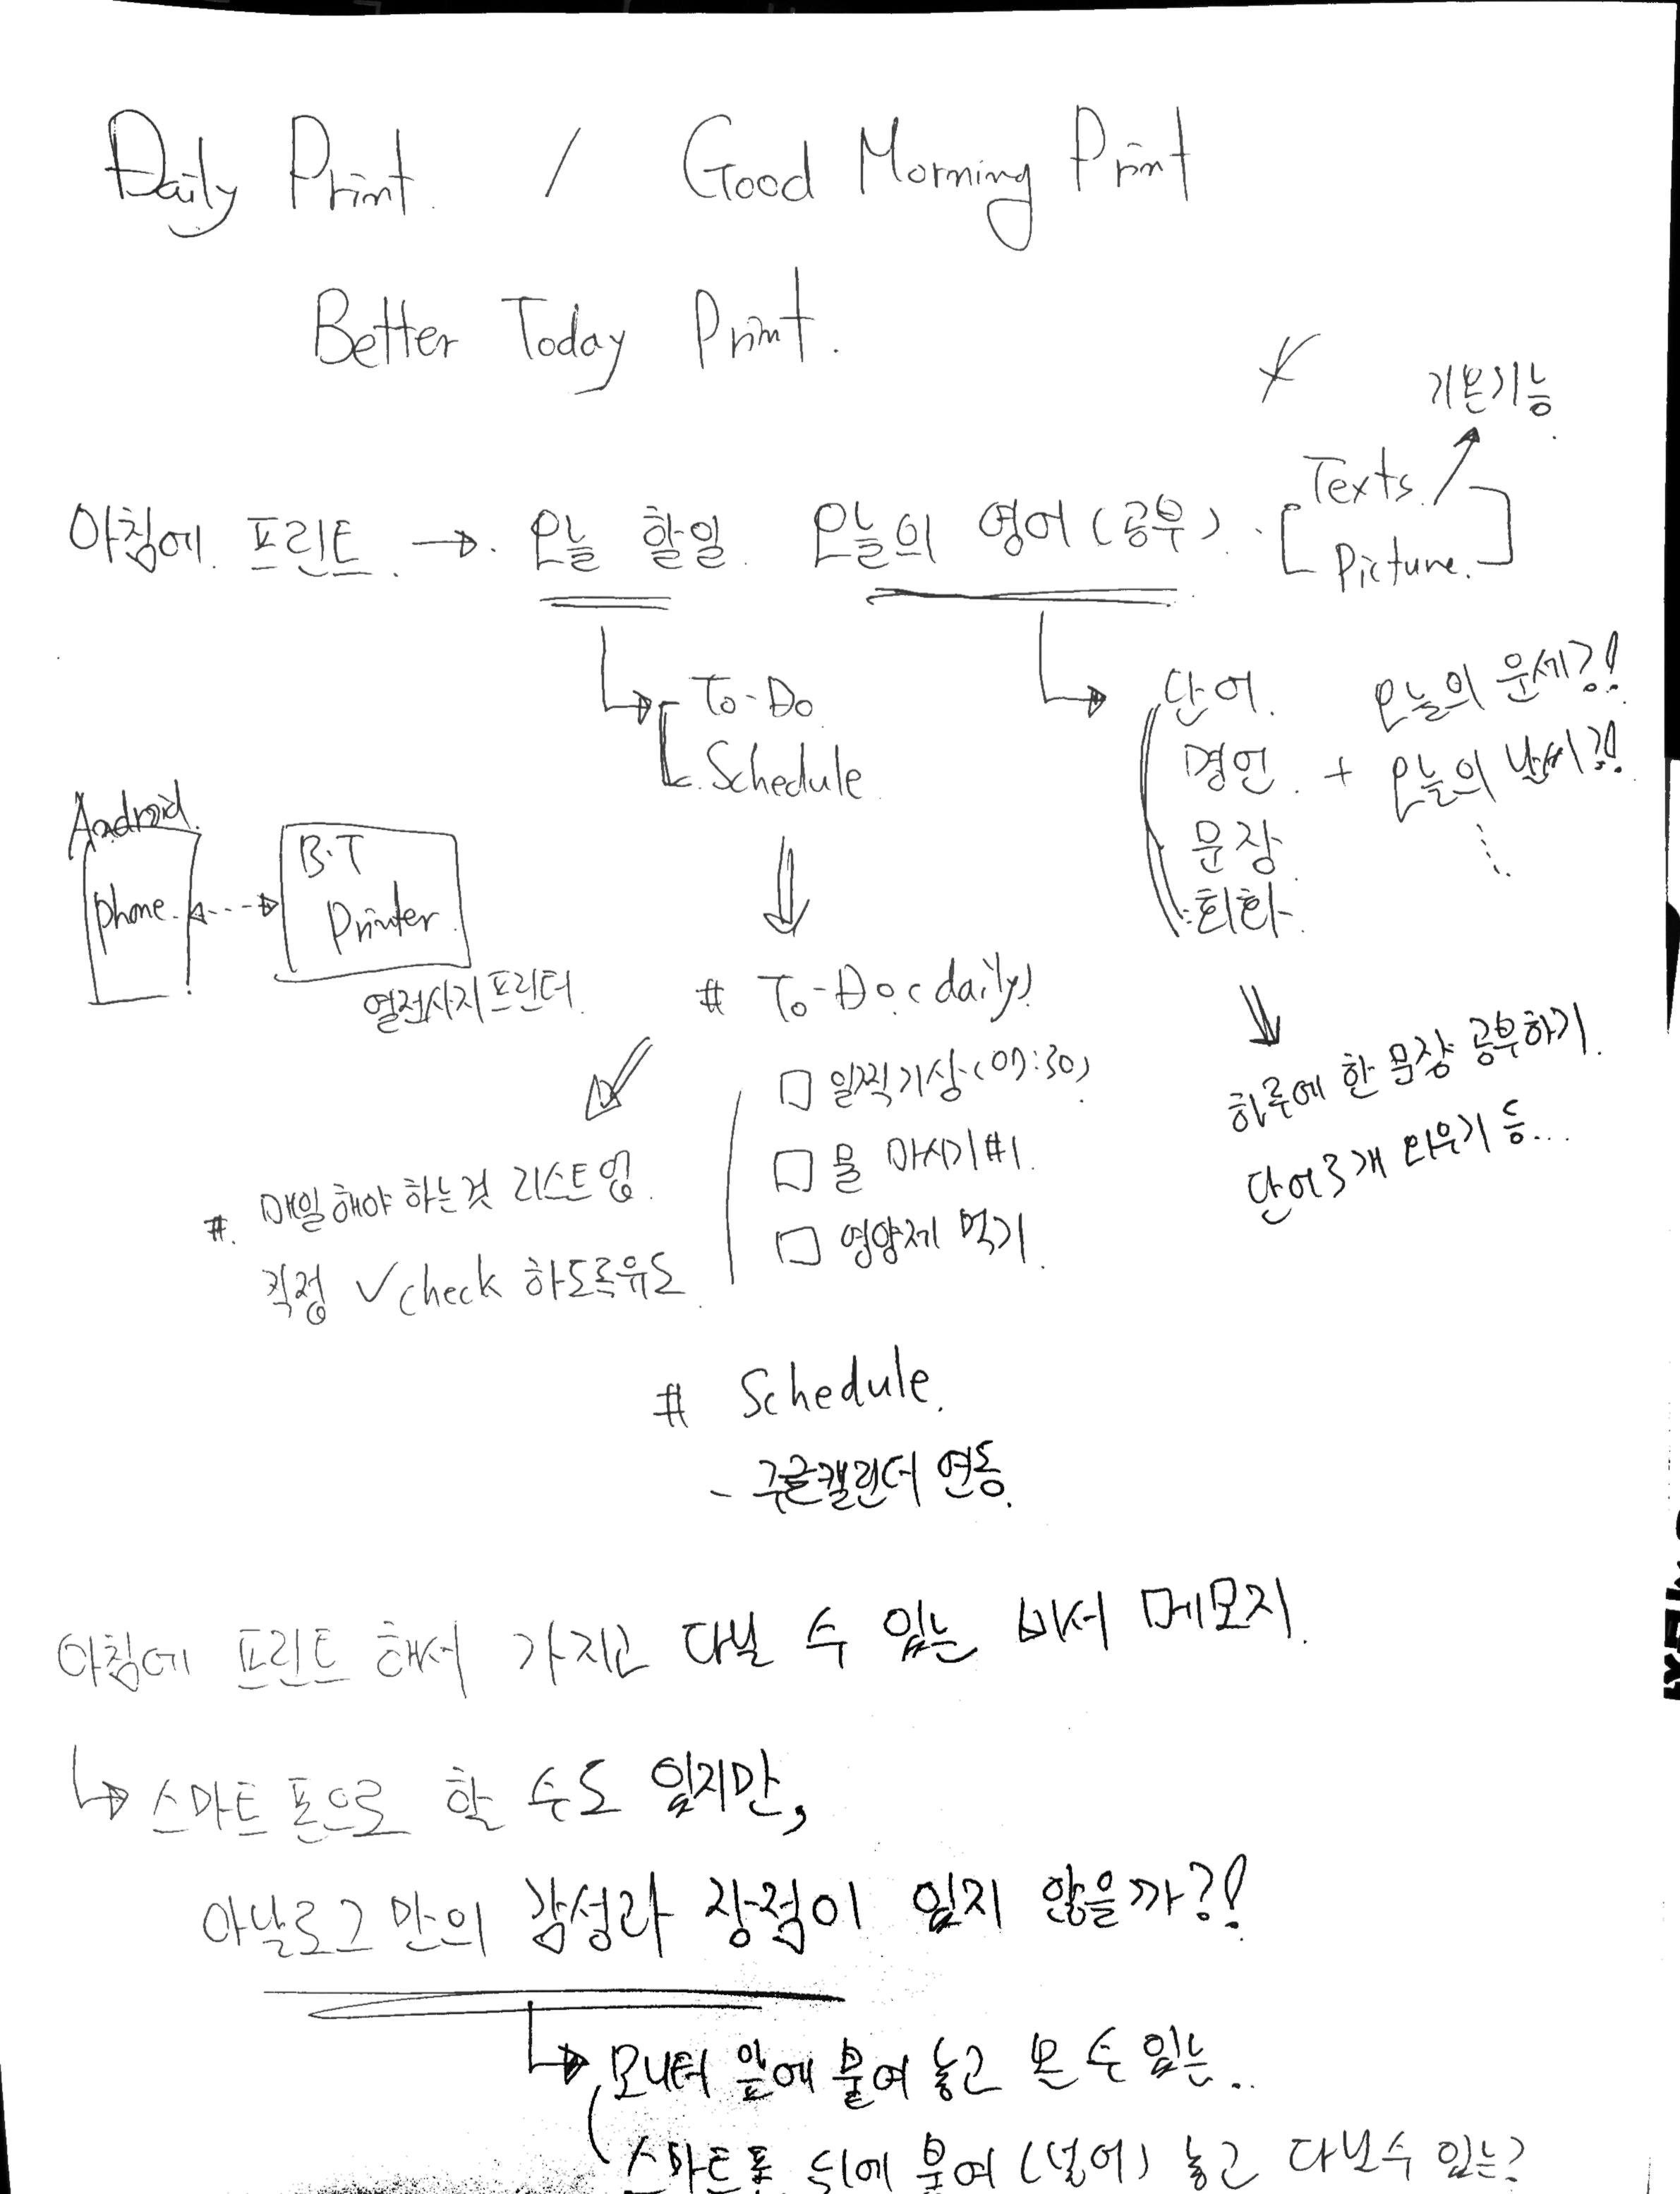 Daily Print. / Good Morning Print
Better Today Print.
기본기능.
아침에 프린트. → 오늘 할일. 오늘의 영어(공부).
Texts.
Picture.
To-Do
Schedule
단어.
명언.
문장.
회화.
+ 오늘의 운세?!
오늘의 날씨?!
Android.
phone.
B.T
Printer.
열전사지프린터.
# To-Do(daily)
□ 일찍기상(07:30)
□ 물 마시기#1.
□ 영양제 먹기.
하루에 한 문장 공부하기.
단어3개 외우기 등...
#. 매일해야 하는것 리스트업.
직접 ✓check 하도록유도.
# Schedule.
- 구글캘린더 연동.
아침에 프린트 해서 가지고 다닐 수 있는 비서 메모지.
↳ 스마트폰으로 할 수도 있지만,
아날로그 만의 감성과 장점이 있지 않을까?!
↳ 모니터 앞에 붙여 놓고 볼 수 있는..
스마트폰 뒤에 붙여(넣어) 놓고 다닐수 있는?